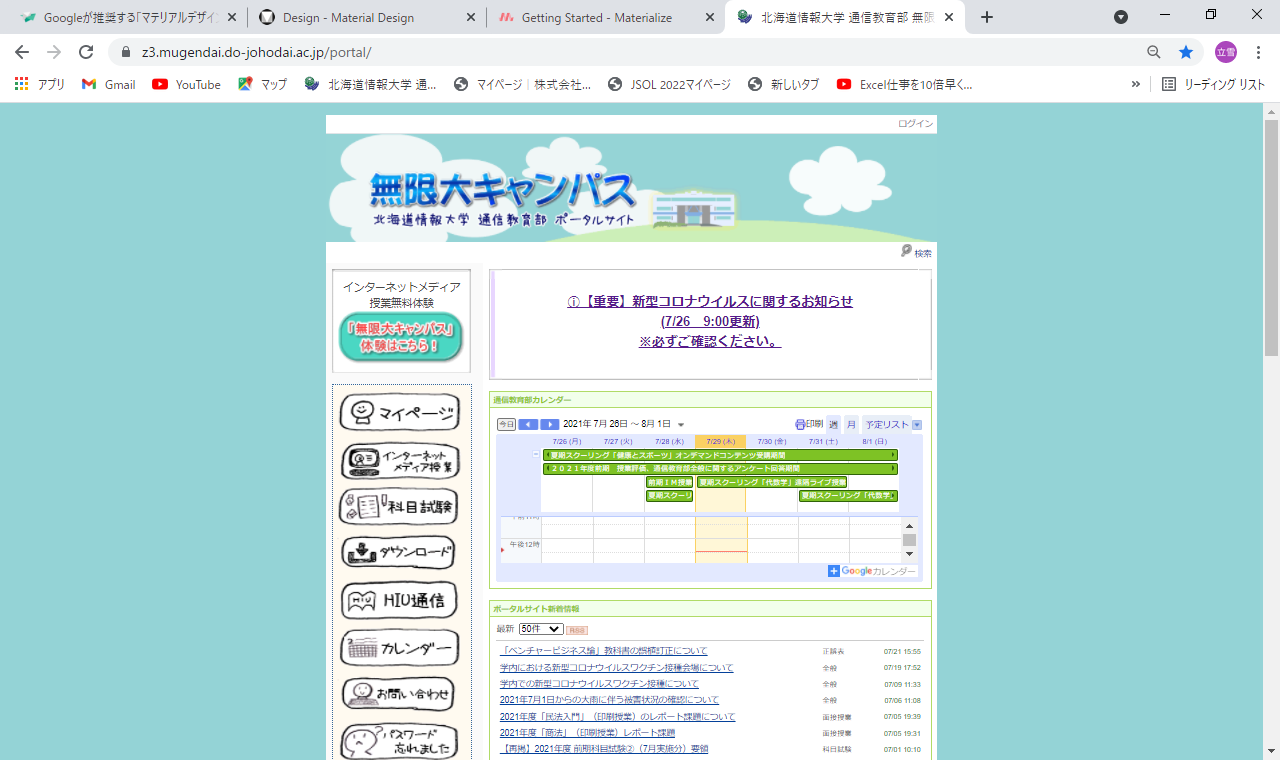 Googleが推奨する「マテリアルデザイン
Design - Material Design
Getting Started - Materialize
北海道情報大学 通信教育部 無限
z3.mugendai.do-johodai.ac.jp/portal/
立雪
アプリ
Gmail
YouTube
マップ
北海道情報大学 通...
マイページ｜株式会社...
JSOL 2022マイページ
新しいタブ
Excel仕事を10倍早く...
»
リーディング リスト
ログイン
無限大キャンパス
北海道情報大学 通信教育部 ポータルサイト
検索
インターネットメディア
授業無料体験
「無限大キャンパス」
体験はこちら！
マイページ
インターネット
メディア授業
科目試験
ダウンロード
HIU通信
カレンダー
お問い合わせ
パスワード
忘れました
①【重要】新型コロナウイルスに関するお知らせ
(7/26　9:00更新)
※必ずご確認ください。
通信教育部カレンダー
今日
2021年 7月 26日 ～ 8月 1日
印刷
週
月
予定リスト
7/26 (月)
7/27 (火)
7/28 (水)
7/29 (木)
7/30 (金)
7/31 (土)
8/1 (日)
夏期スクーリング「健康とスポーツ」オンデマンドコンテンツ受講期間
２０２１年度前期　授業評価、通信教育部全般に関するアンケート回答期間
前期ＩＭ授業
夏期スクーリング「代数学」遠隔ライブ授業
夏期スクーリ
夏期スクーリング「代数学
午後12時
Googleカレンダー
ポータルサイト新着情報
最新
50件
RSS
「ベンチャービジネス論」教科書の誤植訂正について
正誤表
07/21 15:55
学内における新型コロナウイルスワクチン接種会場について
全般
07/19 17:52
学内での新型コロナウイルスワクチン接種について
全般
07/09 11:33
2021年7月1日からの大雨に伴う被害状況の確認について
全般
07/06 11:08
2021年度「民法入門」（印刷授業）のレポート課題について
面接授業
07/05 19:39
2021年度「商法」（印刷授業）レポート課題
面接授業
07/05 19:31
【再掲】2021年度 前期科目試験②（7月実施分）要領
科目試験
07/01 10:10